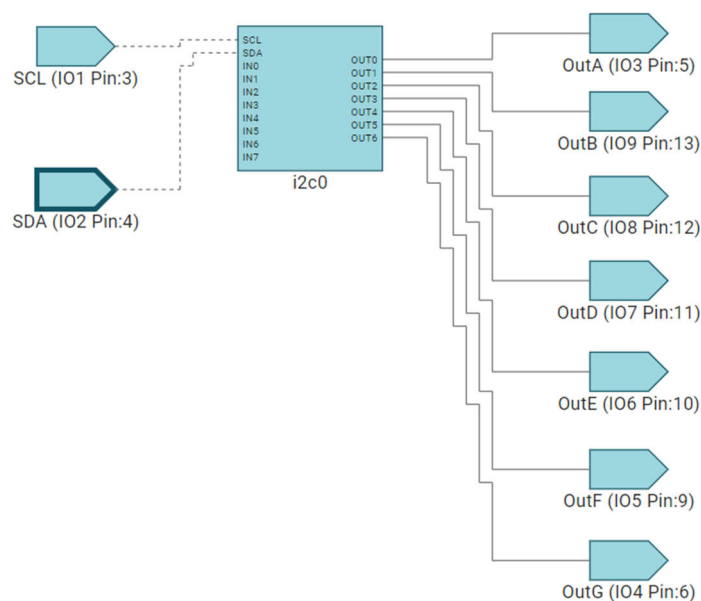 SCL (IO1 Pin:3)
SDA (IO2 Pin:4)
SCL
SDA
IN0
IN1
IN2
IN3
IN4
IN5
IN6
IN7
OUT0
OUT1
OUT2
OUT3
OUT4
OUT5
OUT6
i2c0
OutA (IO3 Pin:5)
OutB (IO9 Pin:13)
OutC (IO8 Pin:12)
OutD (IO7 Pin:11)
OutE (IO6 Pin:10)
OutF (IO5 Pin:9)
OutG (IO4 Pin:6)